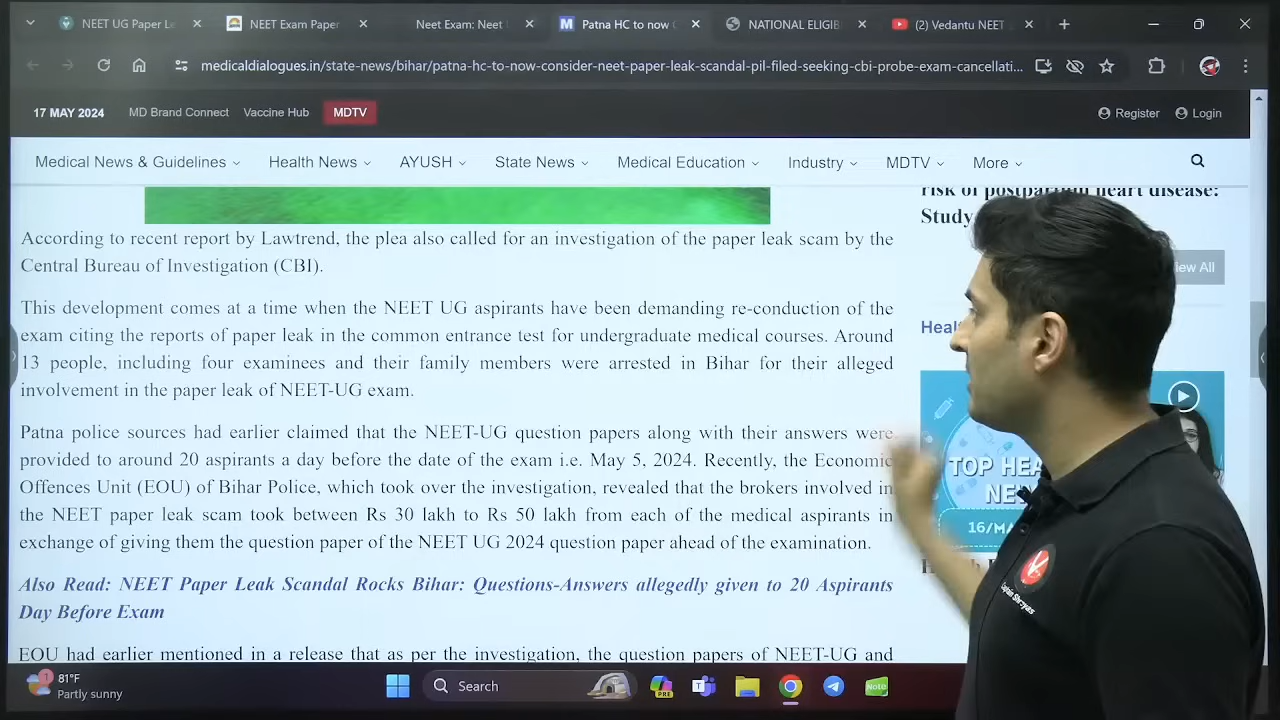 NEET UG Paper Le
NEET Exam Paper
Neet Exam: Neet
Patna HC to now
NATIONAL ELIGIB
(2) Vedantu NEET
medicaldialogues.in/state-news/bihar/patna-hc-to-now-consider-neet-paper-leak-scandal-pil-filed-seeking-cbi-probe-exam-cancellati...
17 MAY 2024 MD Brand Connect Vaccine Hub MDTV Register Login
Medical News & Guidelines Health News AYUSH State News Medical Education Industry MDTV More
risk of postpartum heart disease:
Study
According to recent report by Lawtrend, the plea also called for an investigation of the paper leak scam by the
Central Bureau of Investigation (CBI).
This development comes at a time when the NEET UG aspirants have been demanding re-conduction of the
exam citing the reports of paper leak in the common entrance test for undergraduate medical courses. Around
13 people, including four examinees and their family members were arrested in Bihar for their alleged
involvement in the paper leak of NEET-UG exam.
Patna police sources had earlier claimed that the NEET-UG question papers along with their answers were
provided to around 20 aspirants a day before the date of the exam i.e. May 5, 2024. Recently, the Economic
Offences Unit (EOU) of Bihar Police, which took over the investigation, revealed that the brokers involved in
the NEET paper leak scam took between Rs 30 lakh to Rs 50 lakh from each of the medical aspirants in
exchange of giving them the question paper of the NEET UG 2024 question paper ahead of the examination.
Also Read: NEET Paper Leak Scandal Rocks Bihar: Questions-Answers allegedly given to 20 Aspirants
Day Before Exam
EOU had earlier mentioned in a release that as per the investigation, the question papers of NEET-UG and
iew All
Heal
TOP HEA
NE
16/MA
Captain Shreyas
1
81°F
Partly sunny
Search
PRE
Note